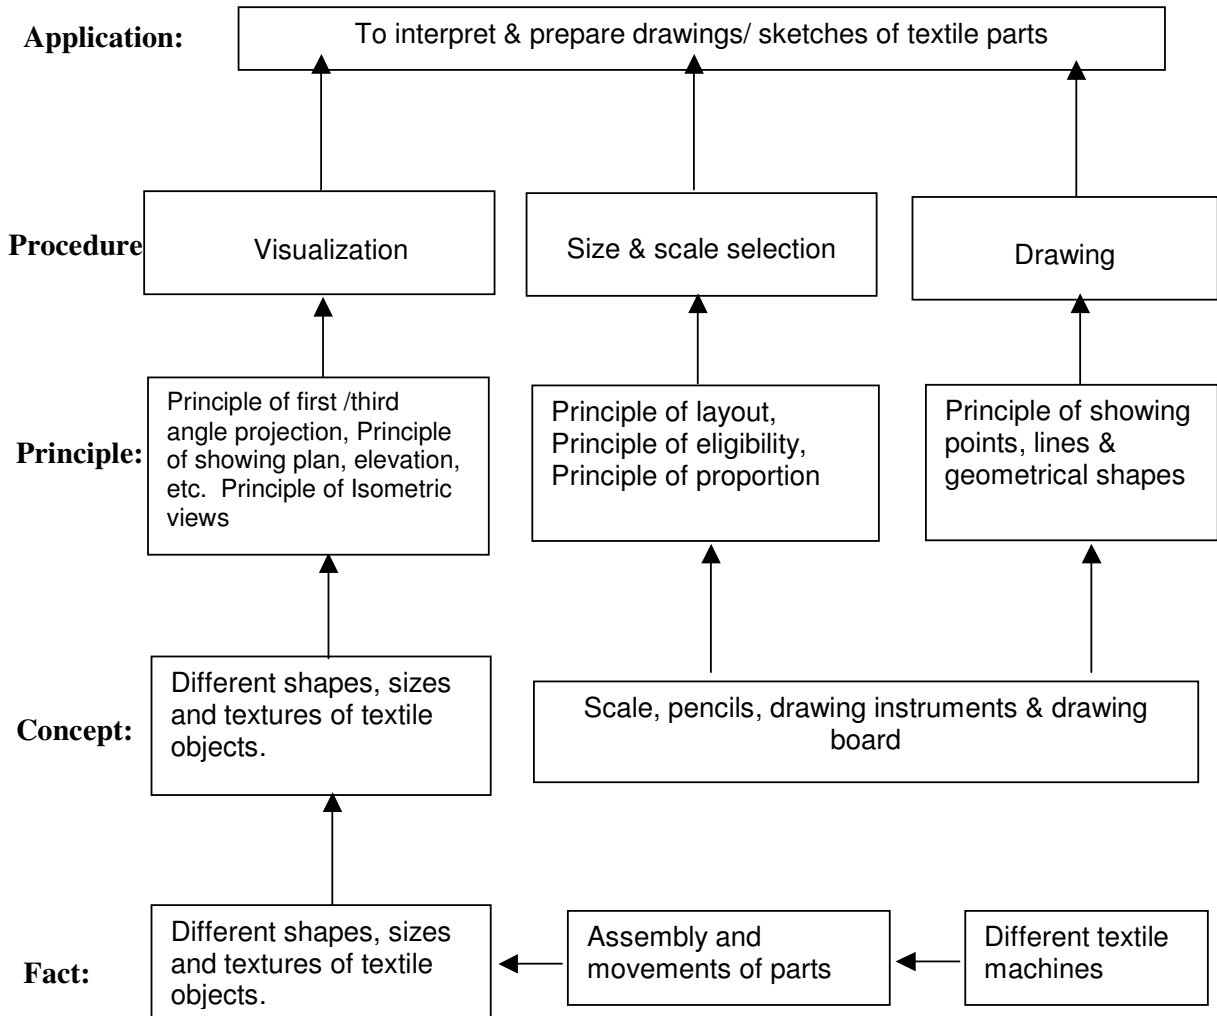 Application:
To interpret & prepare drawings/ sketches of textile parts
Procedure
Visualization
Size & scale selection
Drawing
Principle:
Principle of first /third
angle projection, Principle
of showing plan, elevation,
etc. Principle of Isometric
views
Principle of layout,
Principle of eligibility,
Principle of proportion
Principle of showing
points, lines &
geometrical shapes
Concept:
Different shapes, sizes
and textures of textile
objects.
Scale, pencils, drawing instruments & drawing
board
Fact:
Different shapes, sizes
and textures of textile
objects.
Assembly and
movements of parts
Different textile
machines